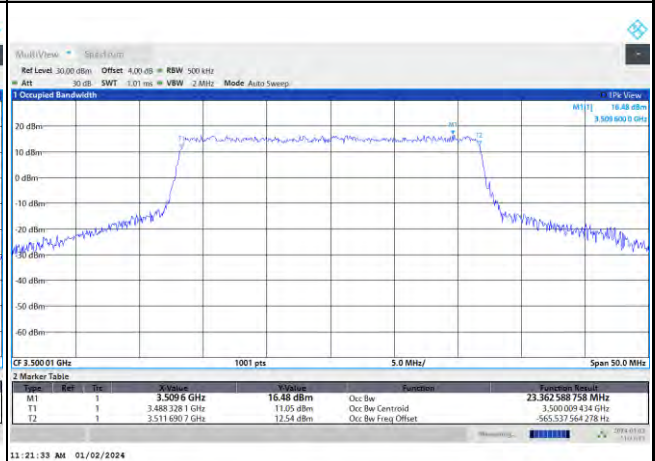 MultiView Spectrum
Ref Level 30.00 dBm Offset 4.00 dB RBW 500 kHz
Att 30 dB SWT 1.01 ms VBW 2 MHz Mode Auto Sweep
1 Occupied Bandwidth 1Pk View
M1[1] 16.48 dBm
3.509 600 0 GHz
M1
T1 T2
20 dBm
10 dBm
0 dBm
-10 dBm
-20 dBm
-30 dBm
-40 dBm
-50 dBm
-60 dBm
CF 3.500 01 GHz 1001 pts 5.0 MHz/ Span 50.0 MHz
2 Marker Table
Type Ref Trc X-Value Y-Value Function Function Result
M1 1 3.509 6 GHz 16.48 dBm Occ Bw 23.362 588 758 MHz
T1 1 3.488 328 1 GHz 11.05 dBm Occ Bw Centroid 3.500 009 434 GHz
T2 1 3.511 690 7 GHz 12.54 dBm Occ Bw Freq Offset -565.537 564 278 Hz
Measuring...
11:21:33 AM 01/02/2024